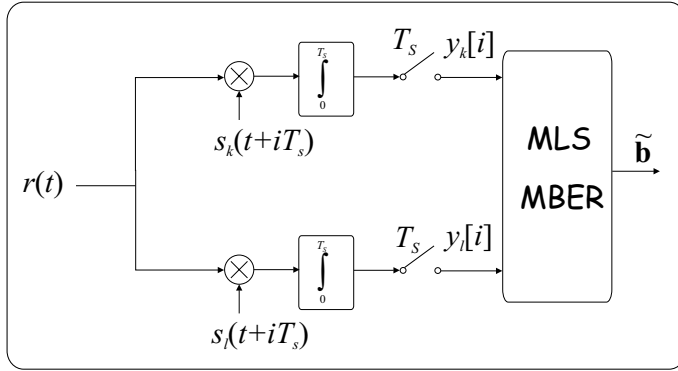 T_s ∫ 0
T_S
y_k[i]
s_k(t+iT_s)
r(t)
MLS
MBER
b̃
T_s ∫ 0
T_S
y_l[i]
s_l(t+iT_s)